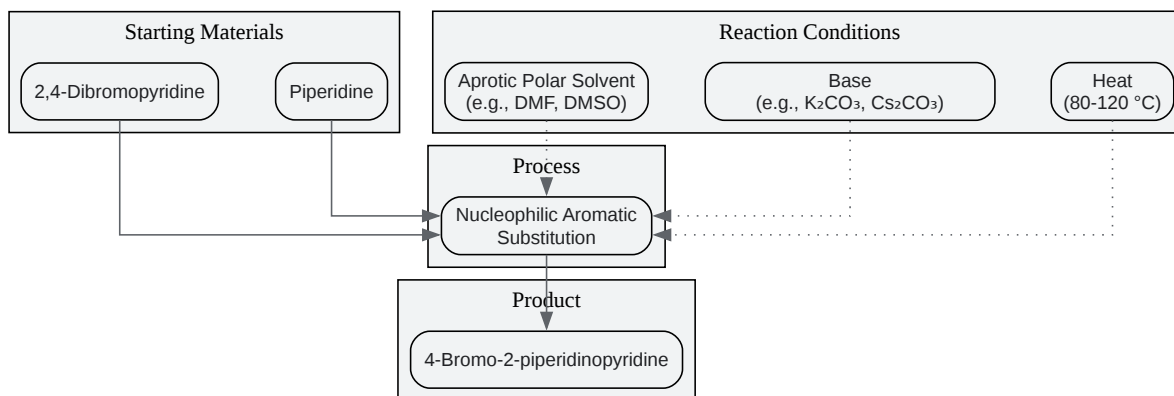 Starting Materials
2,4-Dibromopyridine
Piperidine
Reaction Conditions
Aprotic Polar Solvent
(e.g., DMF, DMSO)
Base
(e.g., K₂CO₃, Cs₂CO₃)
Heat
(80-120 °C)
Process
Nucleophilic Aromatic
Substitution
Product
4-Bromo-2-piperidinopyridine